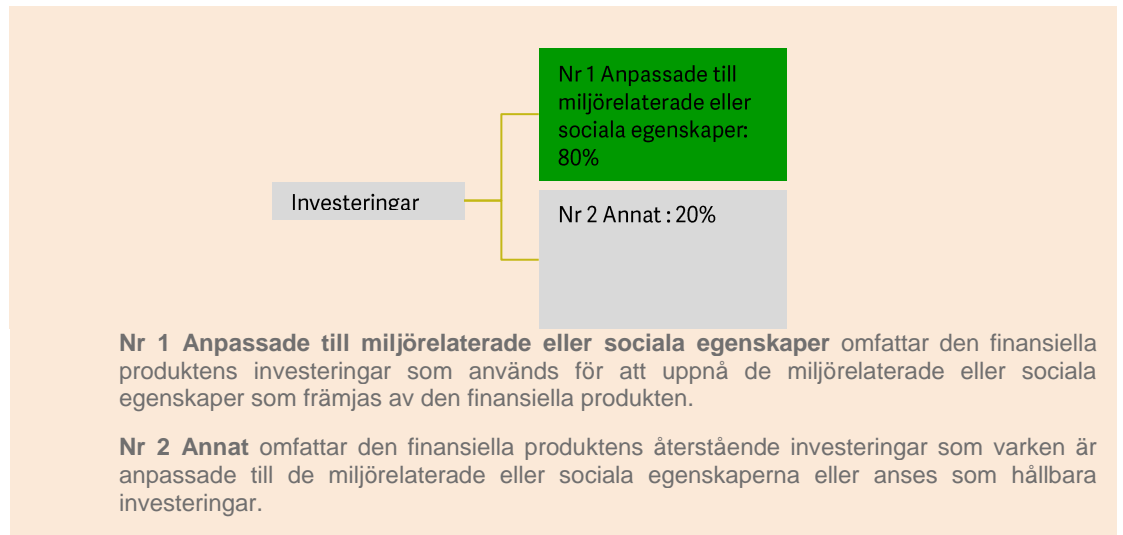 Nr 1 Anpassade till
miljörelaterade eller
sociala egenskaper:
80%
Investeringar
Nr 2 Annat : 20%
Nr 1 Anpassade till miljörelaterade eller sociala egenskaper omfattar den finansiella
produktens investeringar som används för att uppnå de miljörelaterade eller sociala
egenskaper som främjas av den finansiella produkten.
Nr 2 Annat omfattar den finansiella produktens återstående investeringar som varken är
anpassade till de miljörelaterade eller sociala egenskaperna eller anses som hållbara
investeringar.